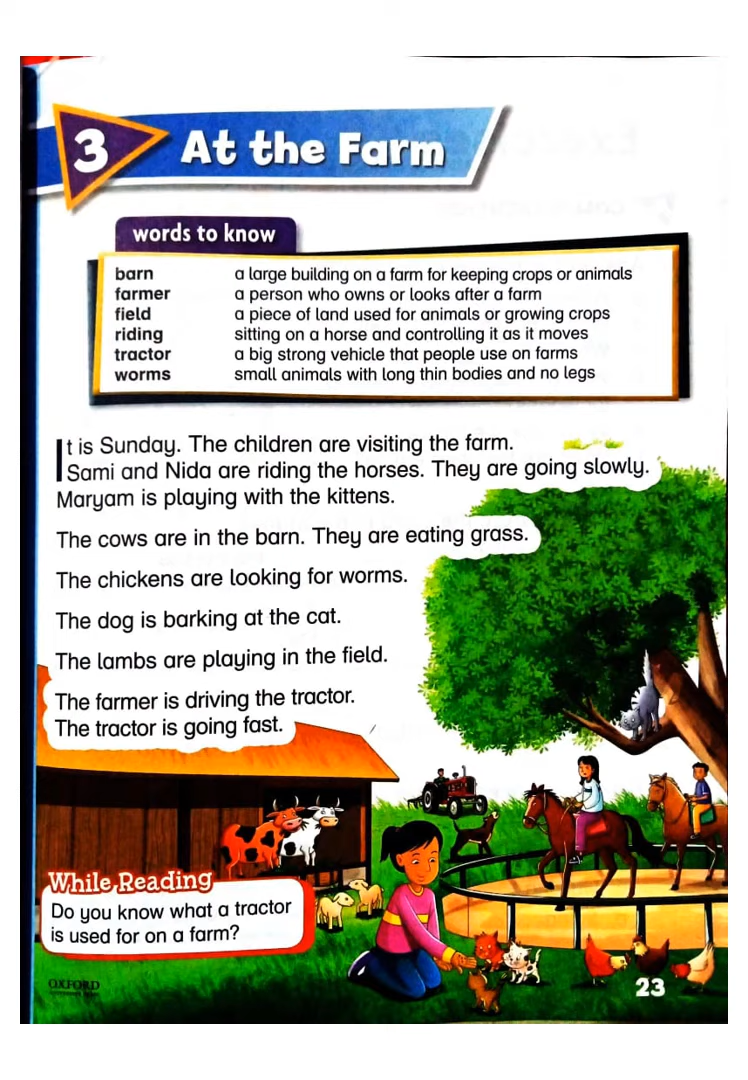 3 At the Farm
words to know
barn a large building on a farm for keeping crops or animals
farmer a person who owns or looks after a farm
field a piece of land used for animals or growing crops
riding sitting on a horse and controlling it as it moves
tractor a big strong vehicle that people use on farms
worms small animals with long thin bodies and no legs
It is Sunday. The children are visiting the farm.
Sami and Nida are riding the horses. They are going slowly.
Maryam is playing with the kittens.
The cows are in the barn. They are eating grass.
The chickens are looking for worms.
The dog is barking at the cat.
The lambs are playing in the field.
The farmer is driving the tractor.
The tractor is going fast.
While Reading
Do you know what a tractor
is used for on a farm?
OXFORD
23